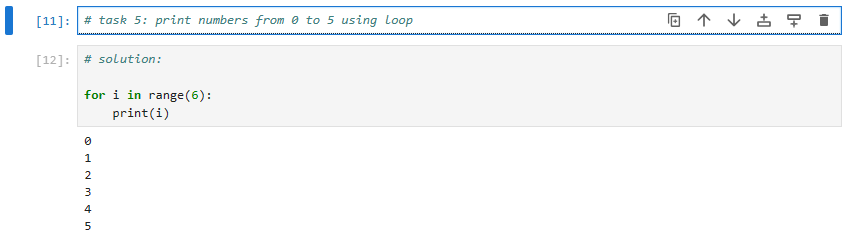 [11]: # task 5: print numbers from 0 to 5 using loop
[12]: # solution:
for i in range(6):
    print(i)
0
1
2
3
4
5